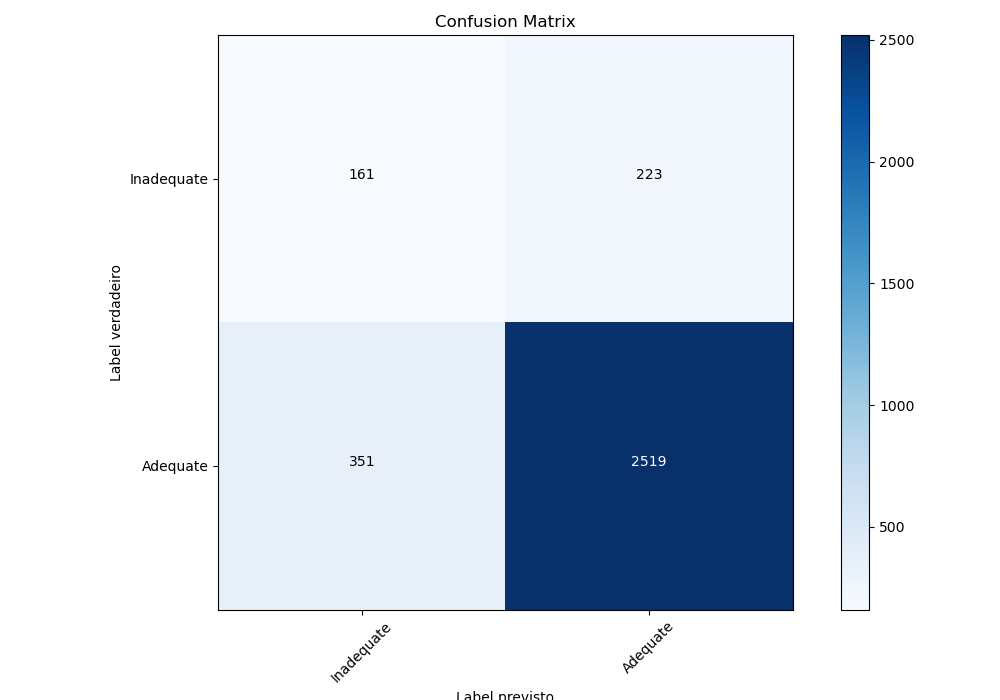 Confusion Matrix
2500
2000
1500
1000
500
Label verdadeiro
Inadequate
161
223
Adequate
351
2519
Inadequate
Adequate
Label previsto